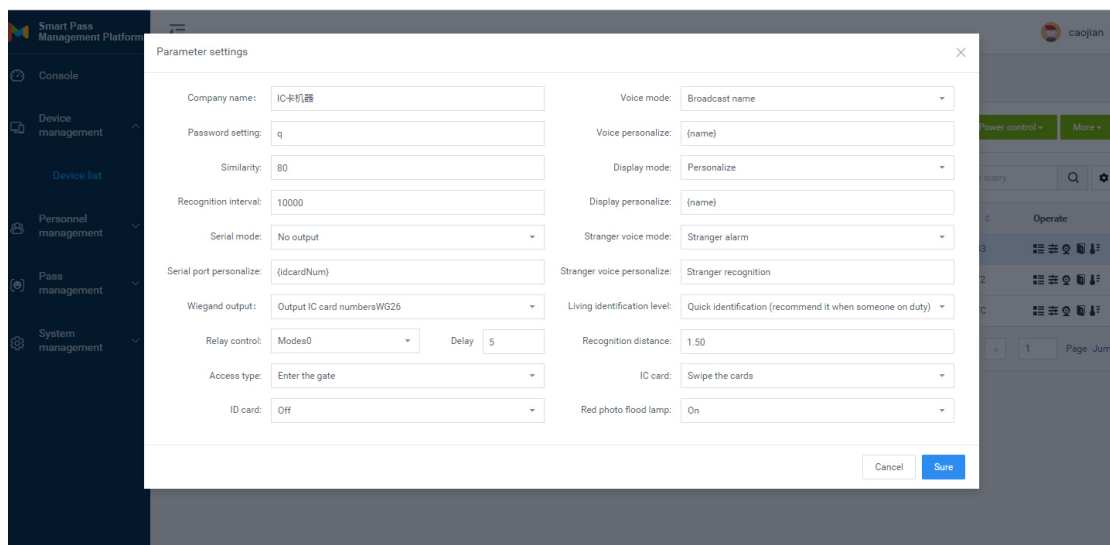 Smart Pass
Management Platform
caojian
Console
Device
management
Device list
Personnel
management
Pass
management
System
management
Parameter settings
Company name: IC卡机器
Voice mode: Broadcast name
Password setting: q
Voice personalize: {name}
Similarity: 80
Display mode: Personalize
Recognition interval: 10000
Display personalize: {name}
Serial mode: No output
Stranger voice mode: Stranger alarm
Serial port personalize: {idcardNum}
Stranger voice personalize: Stranger recognition
Wiegand output: Output IC card numbersWG26
Living identification level: Quick identification (recommend it when someone on duty)
Relay control: Modes0 Delay 5
Recognition distance: 1.50
Access type: Enter the gate
IC card: Swipe the cards
ID card: Off
Red photo flood lamp: On
Cancel Sure
Power control More
query
Operate
3
2
C
1 Page Jum